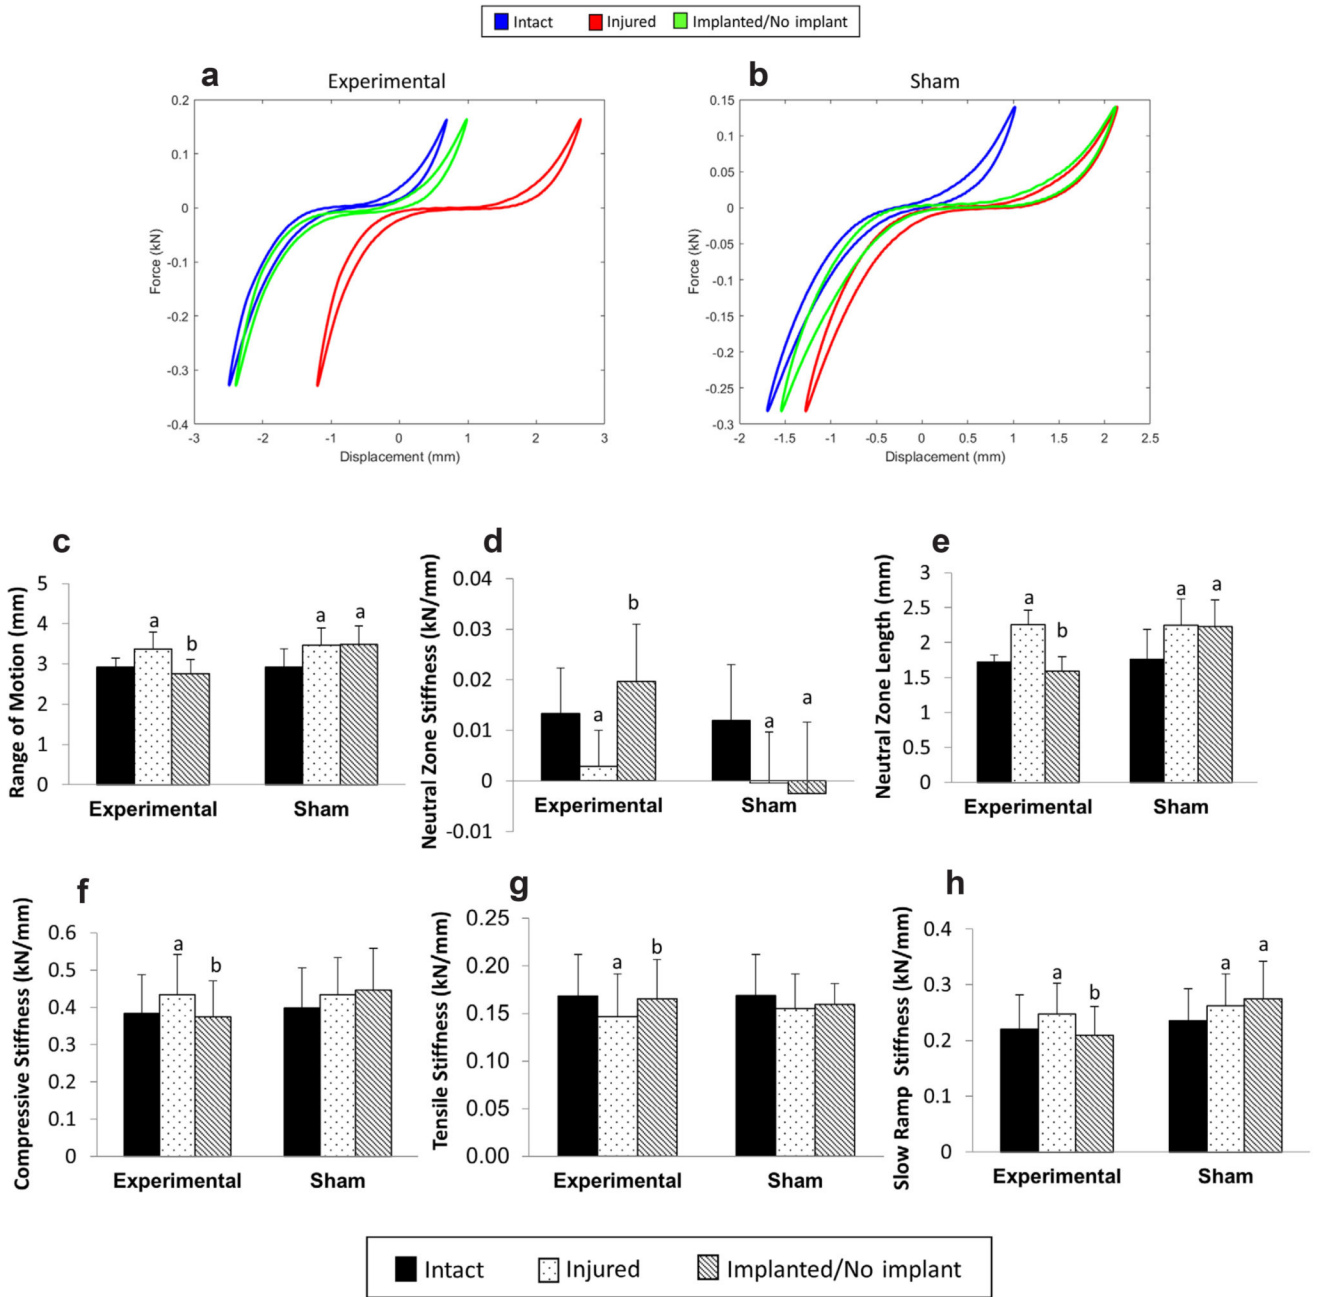 Intact Injured Implanted/No implant
a Experimental
0.2
0.1
0
-0.1
-0.2
-0.3
-0.4
Force (kN)
-3 -2 -1 0 1 2 3
Displacement (mm)
b Sham
0.15
0.1
0.05
0
-0.05
-0.1
-0.15
-0.2
-0.25
-0.3
Force (kN)
-2 -1.5 -1 -0.5 0 0.5 1 1.5 2 2.5
Displacement (mm)
c
Range of Motion (mm)
5
4
3
2
1
0
a b a a
Experimental Sham
d
Neutral Zone Stiffness (kN/mm)
0.04
0.03
0.02
0.01
0
-0.01
a b a a
Experimental Sham
e
Neutral Zone Length (mm)
3
2.5
2
1.5
1
0.5
0
a b a a
Experimental Sham
f
Compressive Stiffness (kN/mm)
0.6
0.5
0.4
0.3
0.2
0.1
0
a b
Experimental Sham
g
Tensile Stiffness (kN/mm)
0.25
0.20
0.15
0.10
0.05
0.00
a b
Experimental Sham
h
Slow Ramp Stiffness (kN/mm)
0.4
0.3
0.2
0.1
0
a b a a
Experimental Sham
Intact Injured Implanted/No implant